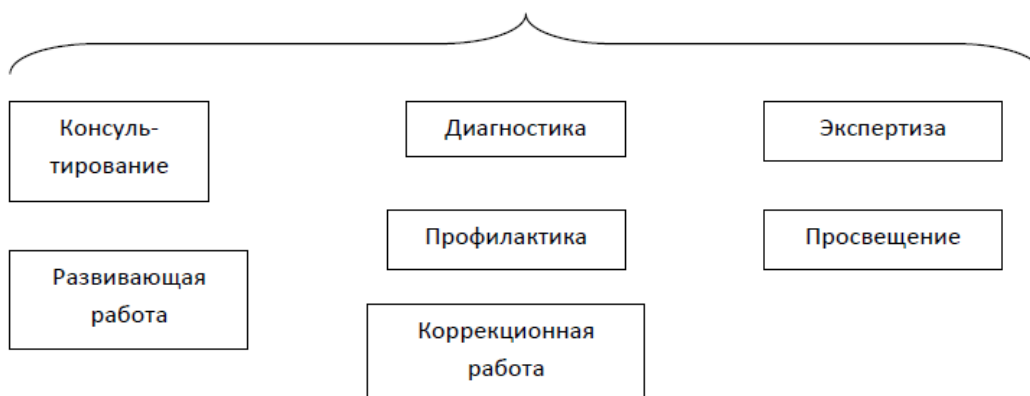 Консуль-
тирование
Диагностика
Экспертиза
Профилактика
Просвещение
Развивающая
работа
Коррекционная
работа